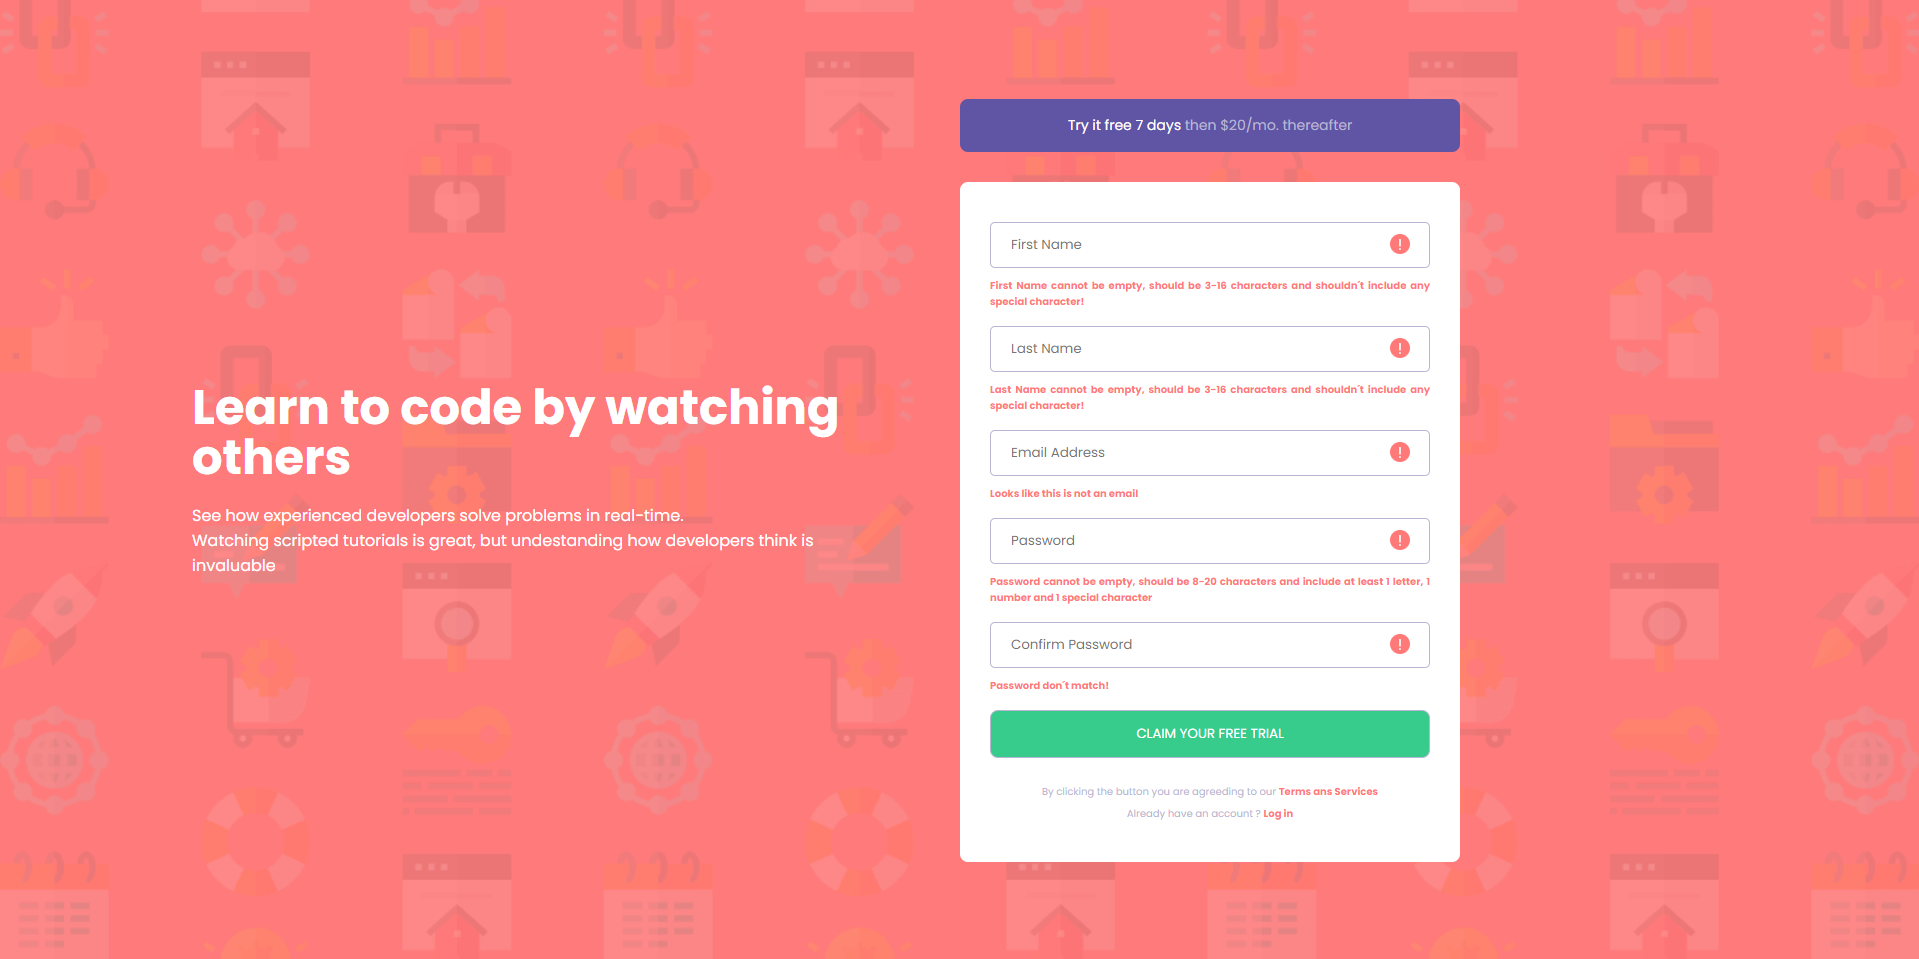 Learn to code by watching
others
See how experienced developers solve problems in real-time.
Watching scripted tutorials is great, but undestanding how developers think is
invaluable
Try it free 7 days then $20/mo. thereafter
First Name
First Name cannot be empty, should be 3-16 characters and shouldn´t include any
special character!
Last Name
Last Name cannot be empty, should be 3-16 characters and shouldn´t include any
special character!
Email Address
Looks like this is not an email
Password
Password cannot be empty, should be 8-20 characters and include at least 1 letter, 1
number and 1 special character
Confirm Password
Password don´t match!
CLAIM YOUR FREE TRIAL
By clicking the button you are agreeding to our Terms ans Services
Already have an account ? Log in